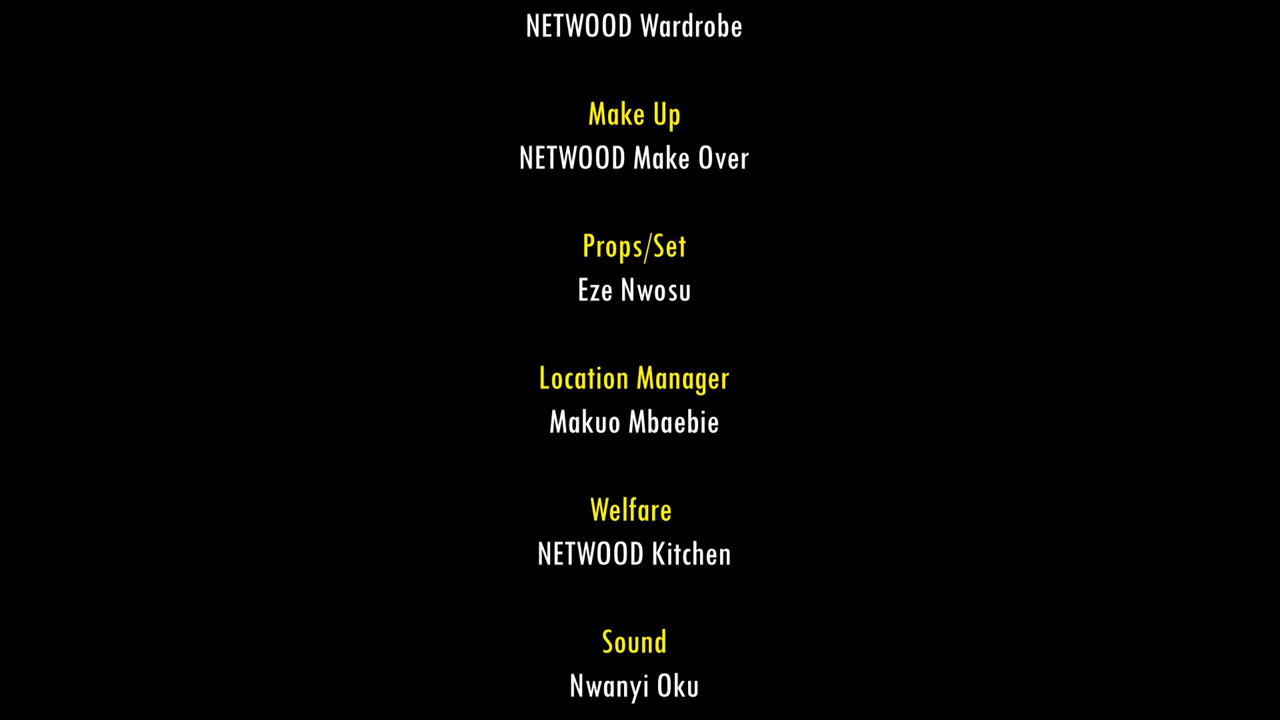 NETWOOD Wardrobe
Make Up
NETWOOD Make Over
Props/Set
Eze Nwosu
Location Manager
Makuo Mbaebie
Welfare
NETWOOD Kitchen
Sound
Nwanyi Oku